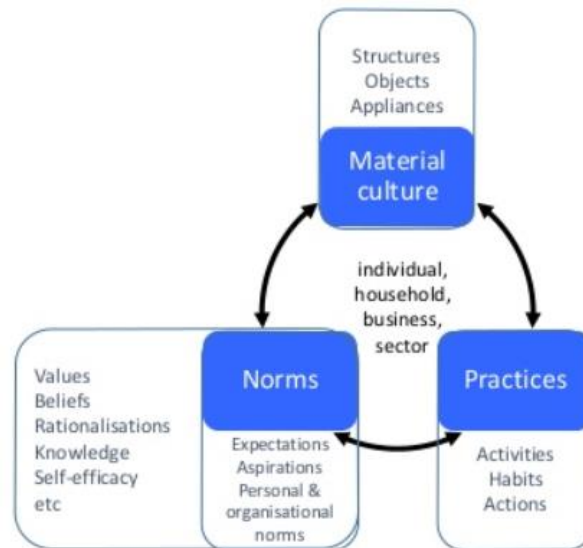 Structures
Objects
Appliances
Material
culture
individual,
household,
business,
sector
Values
Beliefs
Rationalisations
Knowledge
Self-efficacy
etc
Norms
Expectations
Aspirations
Personal &
organisational
norms
Practices
Activities
Habits
Actions